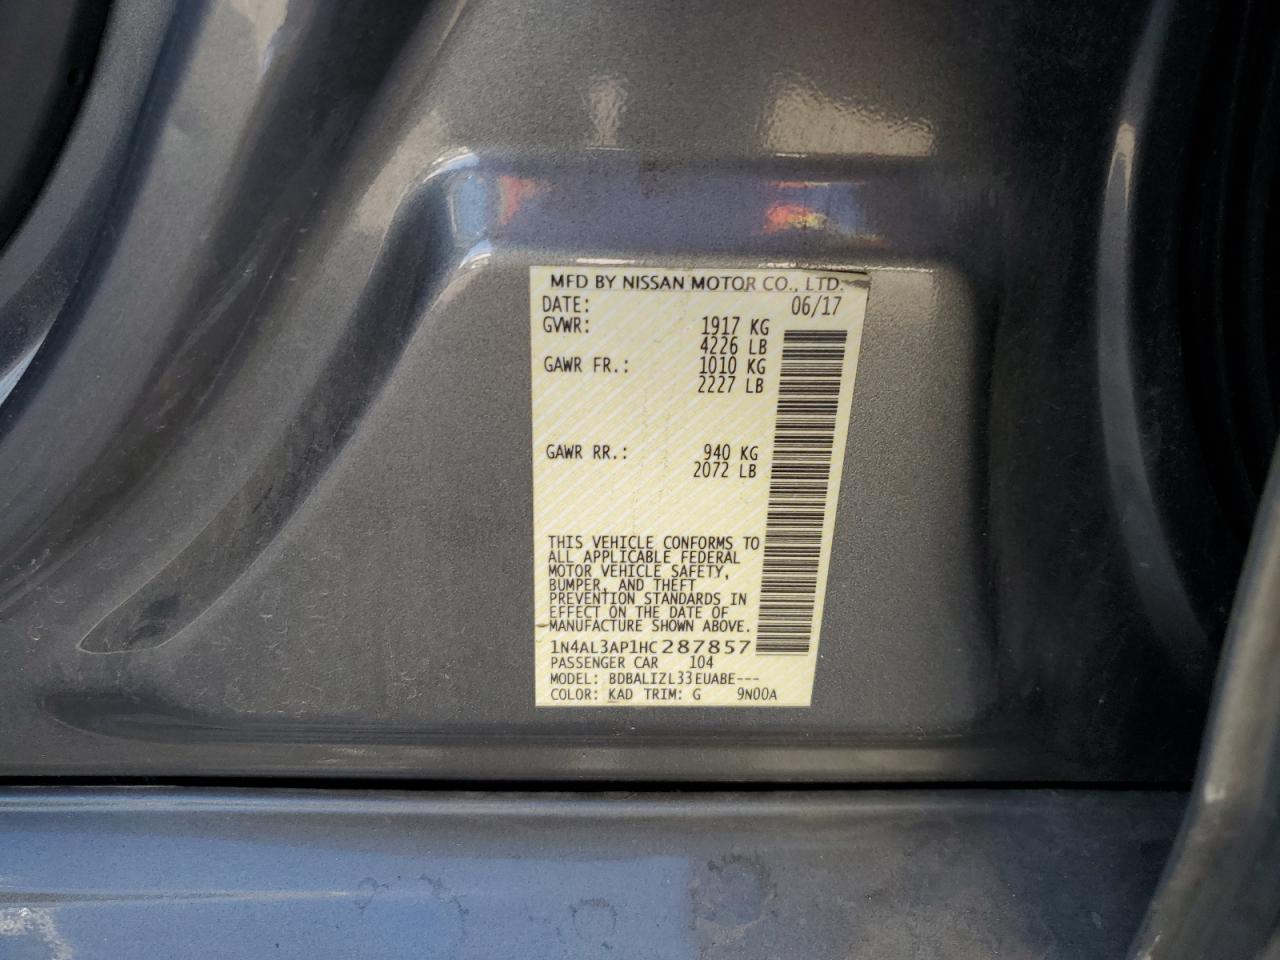 MFD BY NISSAN MOTOR CO., LTD.
DATE: 06/17
GVWR: 1917 KG
4226 LB
GAWR FR.: 1010 KG
2227 LB
GAWR RR.: 940 KG
2072 LB
THIS VEHICLE CONFORMS TO
ALL APPLICABLE FEDERAL
MOTOR VEHICLE SAFETY,
BUMPER, AND THEFT
PREVENTION STANDARDS IN
EFFECT ON THE DATE OF
MANUFACTURE SHOWN ABOVE.
1N4AL3AP1HC287857
PASSENGER CAR 104
MODEL: BDBALIZL33EUABE---
COLOR: KAD TRIM: G 9N00A